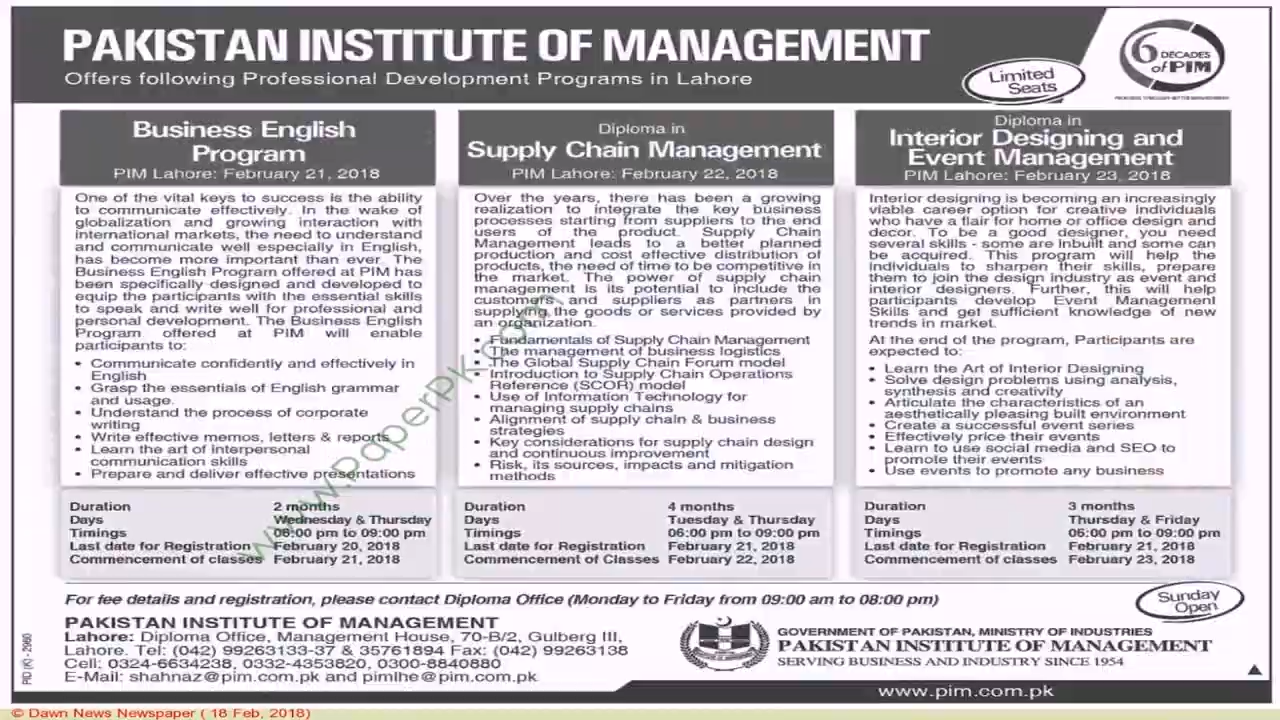 PAKISTAN INSTITUTE OF MANAGEMENT
Offers following Professional Development Programs in Lahore
Limited
Seats
6 DECADES
of PIM
Business English
Program
PIM Lahore: February 21, 2018
One of the vital keys to success is the ability
to communicate effectively. In the wake of
globalization and growing interaction with
international markets, the need to understand
and communicate well especially in English,
has become more important than ever. The
Business English Program offered at PIM has
been specifically designed and developed to
equip the participants with the essential skills
to speak and write well for professional and
personal development. The Business English
Program offered at PIM will enable
participants to:
• Communicate confidently and effectively in
English
• Grasp the essentials of English grammar
and usage.
• Understand the process of corporate
writing
• Write effective memos, letters & reports
• Learn the art of interpersonal
communication skills
• Prepare and deliver effective presentations
Duration 2 months
Days Wednesday & Thursday
Timings 06:00 pm to 09:00 pm
Last date for Registration February 20, 2018
Commencement of classes February 21, 2018
Diploma in
Supply Chain Management
PIM Lahore: February 22, 2018
Over the years, there has been a growing
realization to integrate the key business
processes starting from suppliers to the end
users of the product. Supply Chain
Management leads to a better planned
production and cost effective distribution of
products, the need of time to be competitive in
the market. The power of supply chain
management is its potential to include the
customers and suppliers as partners in
supplying the goods or services provided by
an organization.
• Fundamentals of Supply Chain Management
• The management of business logistics
• The Global Supply Chain Forum model
• Introduction to Supply Chain Operations
Reference (SCOR) model
• Use of Information Technology for
managing supply chains
• Alignment of supply chain & business
strategies
• Key considerations for supply chain design
and continuous improvement
• Risk, its sources, impacts and mitigation
methods
Duration 4 months
Days Tuesday & Thursday
Timings 06:00 pm to 09:00 pm
Last date for Registration February 21, 2018
Commencement of Classes February 22, 2018
Diploma in
Interior Designing and
Event Management
PIM Lahore: February 23, 2018
Interior designing is becoming an increasingly
viable career option for creative individuals
who have a flair for home or office design and
decor. To be a good designer, you need
several skills - some are inbuilt and some can
be acquired. This program will help the
individuals to sharpen their skills, prepare
them to join the design industry as event and
interior designers. Further, this will help
participants develop Event Management
Skills and get sufficient knowledge of new
trends in market.
At the end of the program, Participants are
expected to:
• Learn the Art of Interior Designing
• Solve design problems using analysis,
synthesis and creativity
• Articulate the characteristics of an
aesthetically pleasing built environment
• Create a successful event series
• Effectively price their events
• Learn to use social media and SEO to
promote their events
• Use events to promote any business
Duration 3 months
Days Thursday & Friday
Timings 06:00 pm to 09:00 pm
Last date for Registration February 21, 2018
Commencement of classes February 23, 2018
www.PaperPk.com
For fee details and registration, please contact Diploma Office (Monday to Friday from 09:00 am to 08:00 pm)
Sunday
Open
PAKISTAN INSTITUTE OF MANAGEMENT
Lahore: Diploma Office, Management House, 70-B/2, Gulberg III,
Lahore. Tel: (042) 99263133-37 & 35761894 Fax: (042) 99263138
Cell: 0324-6634238, 0332-4353820, 0300-8840880
E-Mail: shahnaz@pim.com.pk and pimlhe@pim.com.pk
GOVERNMENT OF PAKISTAN, MINISTRY OF INDUSTRIES
PAKISTAN INSTITUTE OF MANAGEMENT
SERVING BUSINESS AND INDUSTRY SINCE 1954
www.pim.com.pk
© Dawn News Newspaper ( 18 Feb, 2018)